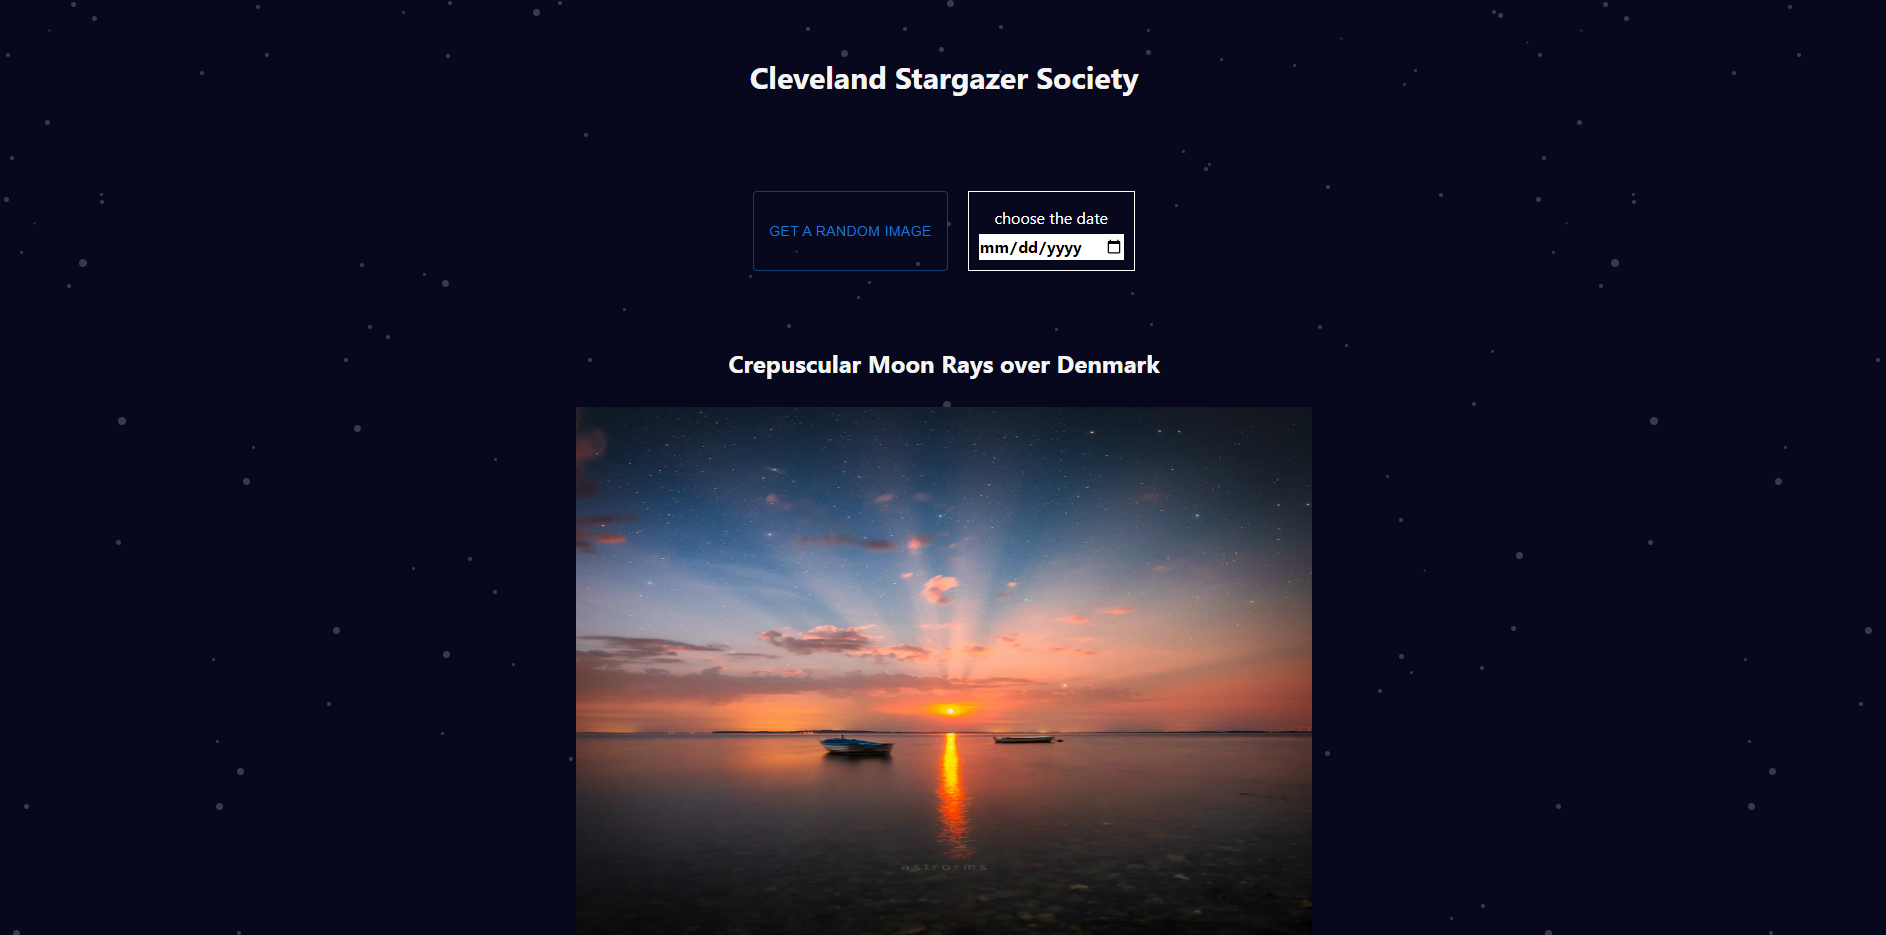 Cleveland Stargazer Society
GET A RANDOM IMAGE
choose the date
mm/dd/yyyy
Crepuscular Moon Rays over Denmark
astrorms